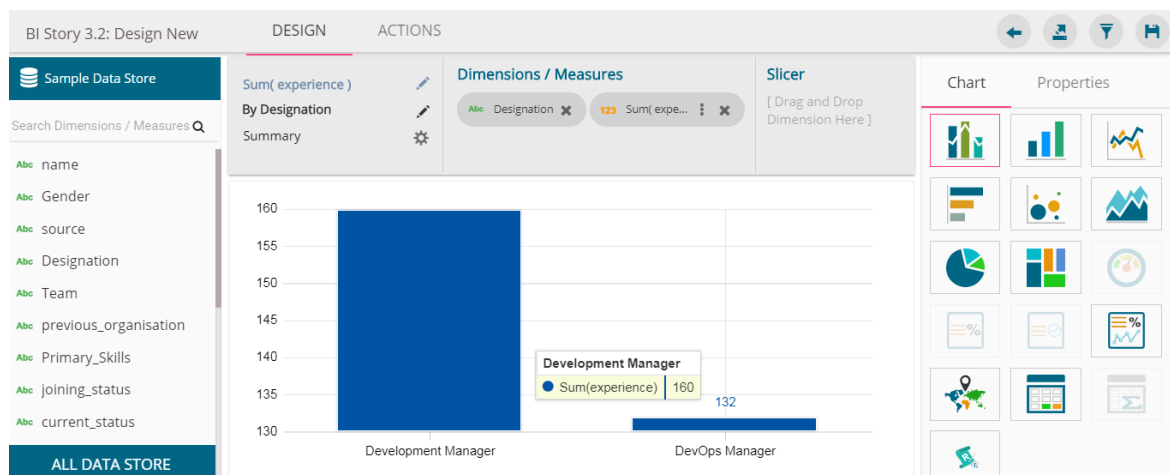 BI Story 3.2: Design New
DESIGN
ACTIONS
Sample Data Store
Search Dimensions / Measures
Abc name
Abc Gender
Abc source
Abc Designation
Abc Team
Abc previous_organisation
Abc Primary_Skills
Abc joining_status
Abc current_status
ALL DATA STORE
Sum( experience )
By Designation
Summary
Dimensions / Measures
Abc Designation
123 Sum( expe...
Slicer
[ Drag and Drop
Dimension Here ]
160
155
150
145
140
135
130
Development Manager
Sum(experience) 160
132
Development Manager
DevOps Manager
Chart
Properties
%
%